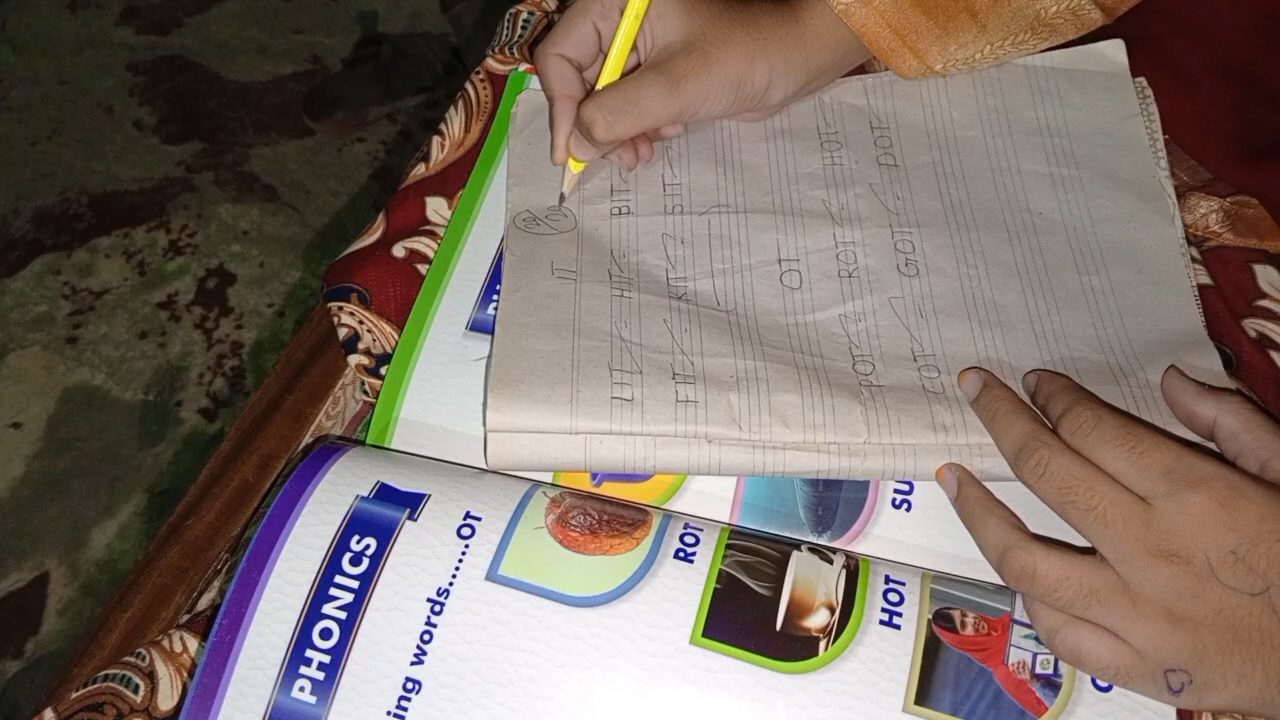 IT
LIT HIT BIT
FIT KIT SIT
OT
POT ROT HOT
COT GOT DOT
PHONICS
ing words......OT
ROT
HOT
SU